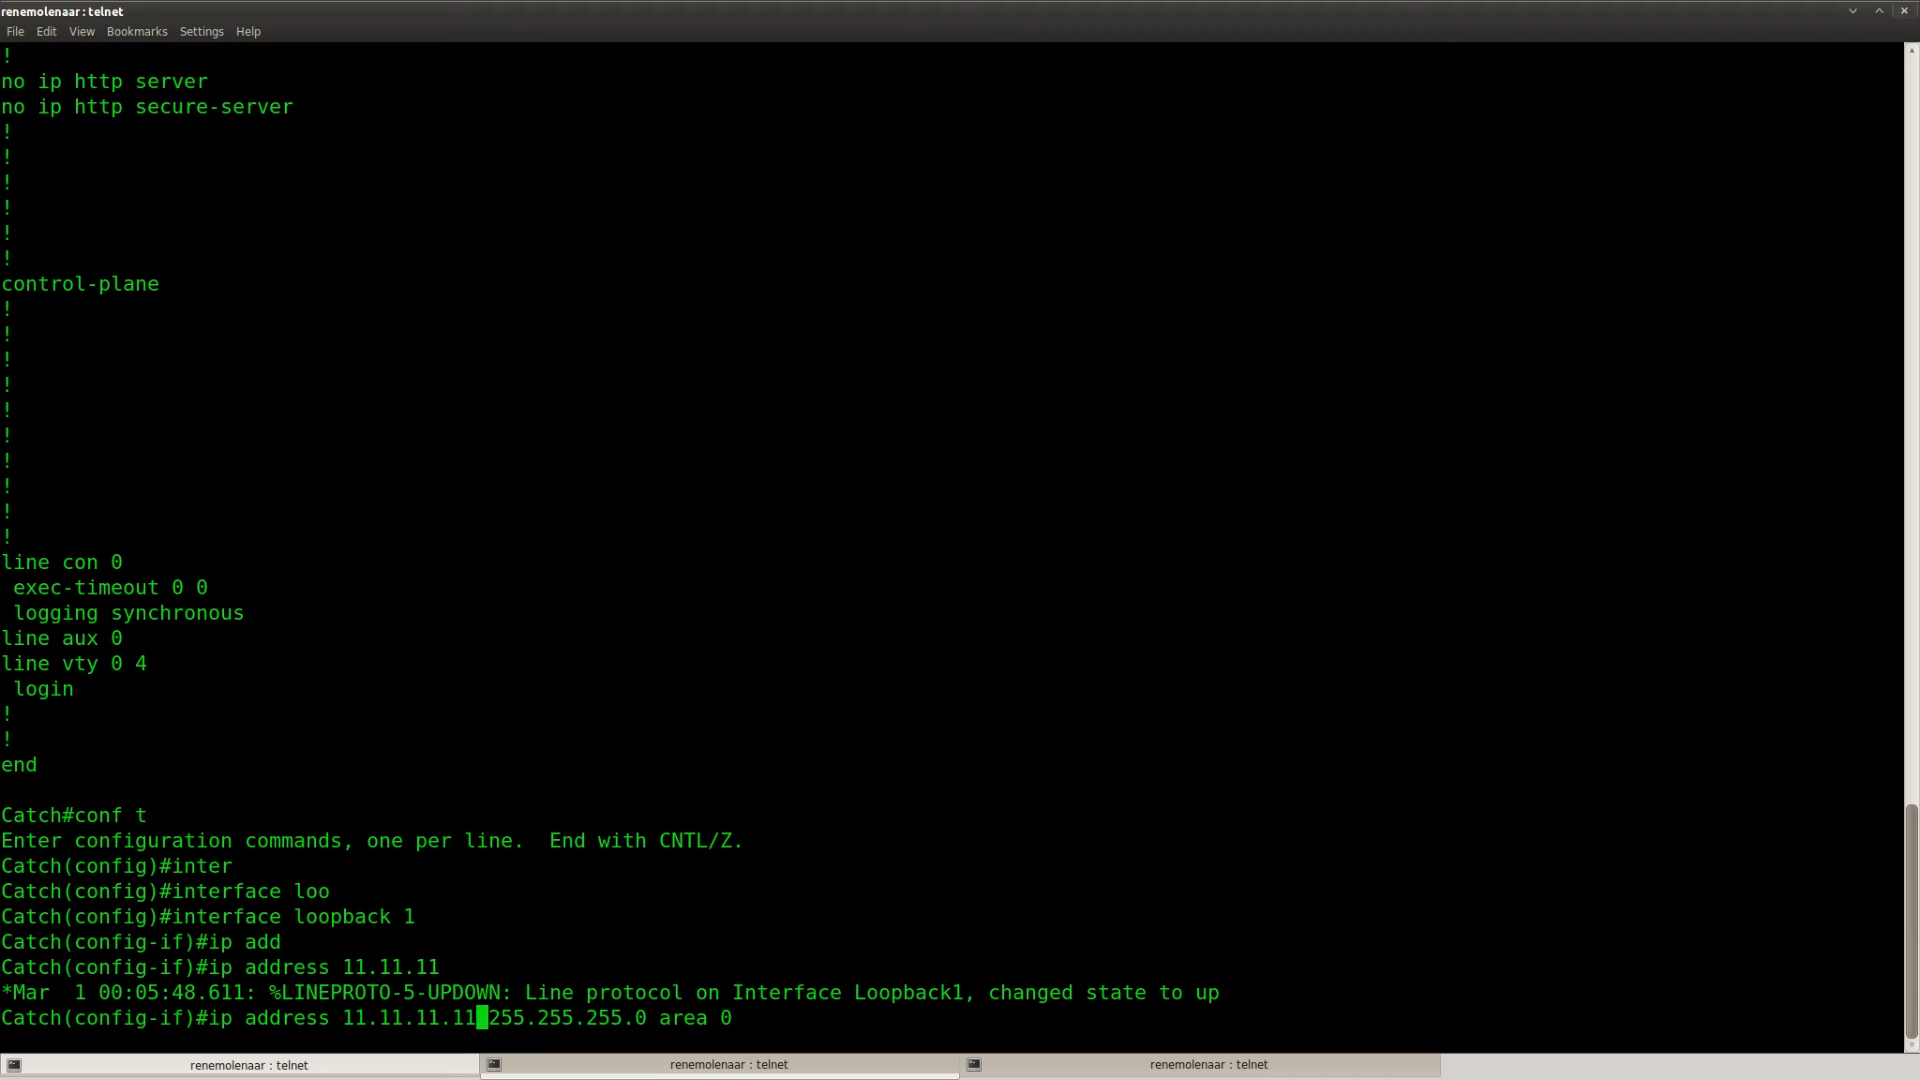 renemolenaar : telnet
File Edit View Bookmarks Settings Help
!
no ip http server
no ip http secure-server
!
!
!
!
!
!
control-plane
!
!
!
!
!
!
!
!
!
!
line con 0
 exec-timeout 0 0
 logging synchronous
line aux 0
line vty 0 4
 login
!
!
end
Catch#conf t
Enter configuration commands, one per line.  End with CNTL/Z.
Catch(config)#inter
Catch(config)#interface loo
Catch(config)#interface loopback 1
Catch(config-if)#ip add
Catch(config-if)#ip address 11.11.11
*Mar  1 00:05:48.611: %LINEPROTO-5-UPDOWN: Line protocol on Interface Loopback1, changed state to up
Catch(config-if)#ip address 11.11.11.11 255.255.255.0 area 0
renemolenaar : telnet renemolenaar : telnet renemolenaar : telnet